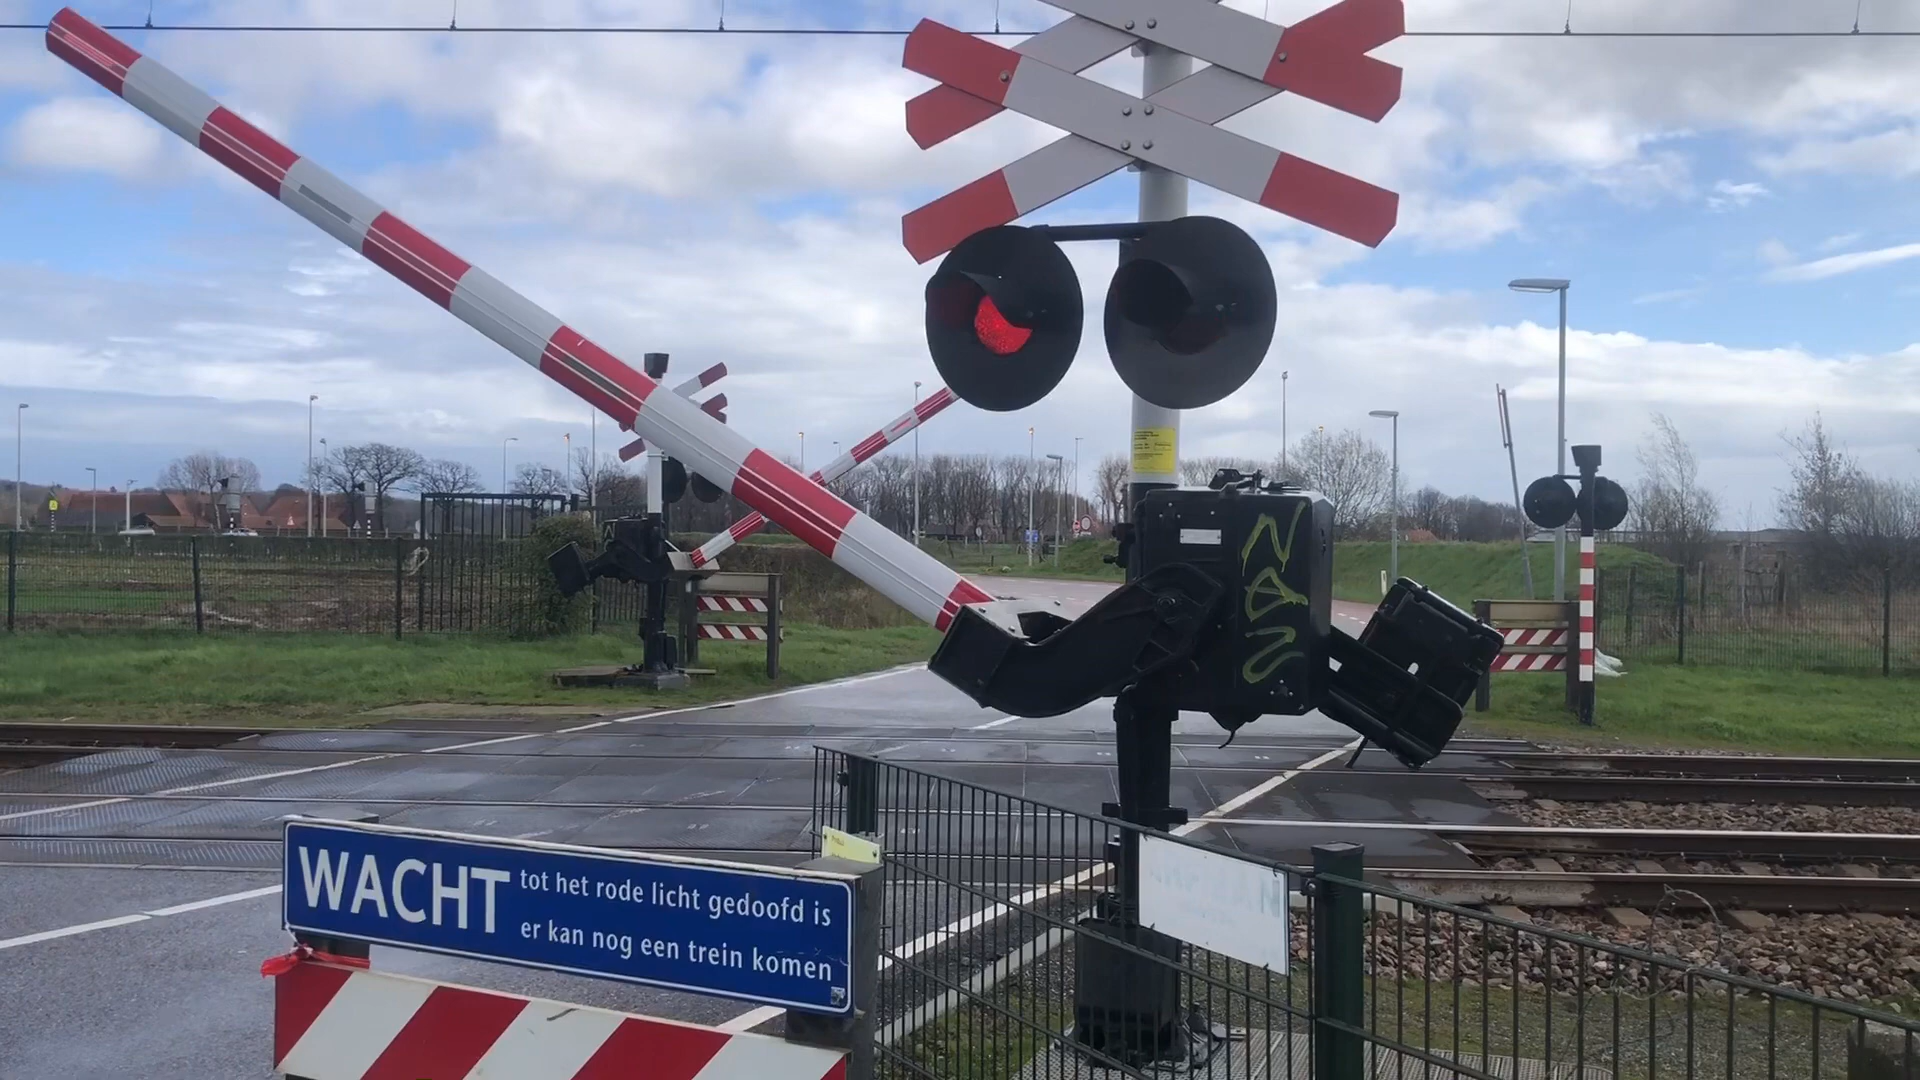 WACHT
tot het rode licht gedoofd is
er kan nog een trein komen